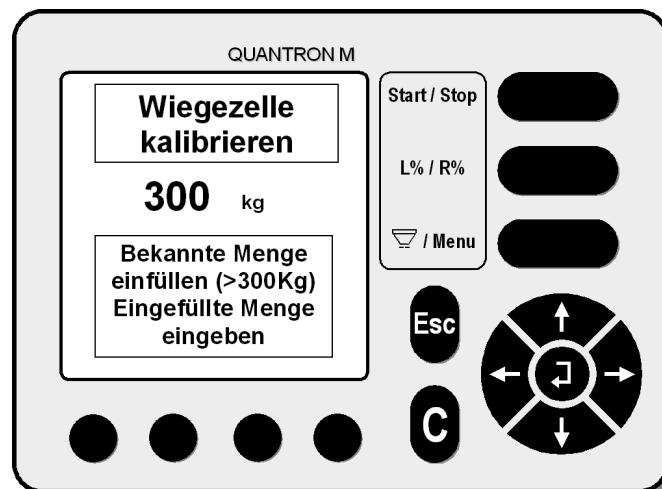 QUANTRON M
Wiegezelle
kalibrieren
300 kg
Bekannte Menge
einfüllen (>300Kg)
Eingefüllte Menge
eingeben
Start / Stop
L% / R%
/ Menu
Esc
C